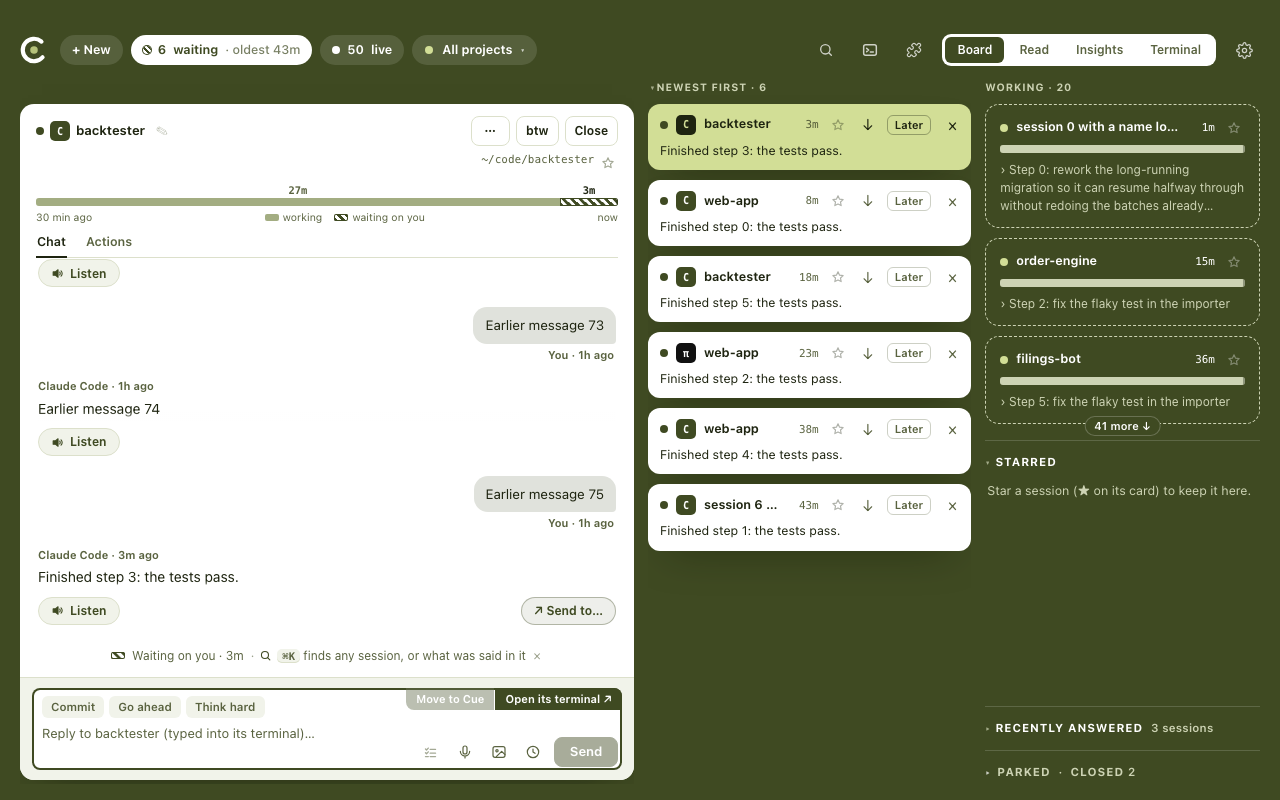 + New
6 waiting · oldest 43m
50 live
All projects
Board
Read
Insights
Terminal
C backtester
··· btw Close
~/code/backtester
27m 3m
30 min ago working waiting on you now
Chat Actions
Listen
Earlier message 73
You · 1h ago
Claude Code · 1h ago
Earlier message 74
Listen
Earlier message 75
You · 1h ago
Claude Code · 3m ago
Finished step 3: the tests pass.
Listen
↗ Send to...
Waiting on you · 3m · ⌘K finds any session, or what was said in it ×
Commit Go ahead Think hard
Move to Cue Open its terminal ↗
Reply to backtester (typed into its terminal)...
Send
NEWEST FIRST · 6
C backtester 3m ↓ Later ×
Finished step 3: the tests pass.
C web-app 8m ↓ Later ×
Finished step 0: the tests pass.
C backtester 18m ↓ Later ×
Finished step 5: the tests pass.
π web-app 23m ↓ Later ×
Finished step 2: the tests pass.
C web-app 38m ↓ Later ×
Finished step 4: the tests pass.
C session 6 ... 43m ↓ Later ×
Finished step 1: the tests pass.
WORKING · 20
session 0 with a name lo... 1m
› Step 0: rework the long-running
migration so it can resume halfway through
without redoing the batches already...
order-engine 15m
› Step 2: fix the flaky test in the importer
filings-bot 36m
› Step 5: fix the flaky test in the importer
41 more ↓
STARRED
Star a session (★ on its card) to keep it here.
RECENTLY ANSWERED 3 sessions
PARKED · CLOSED 2